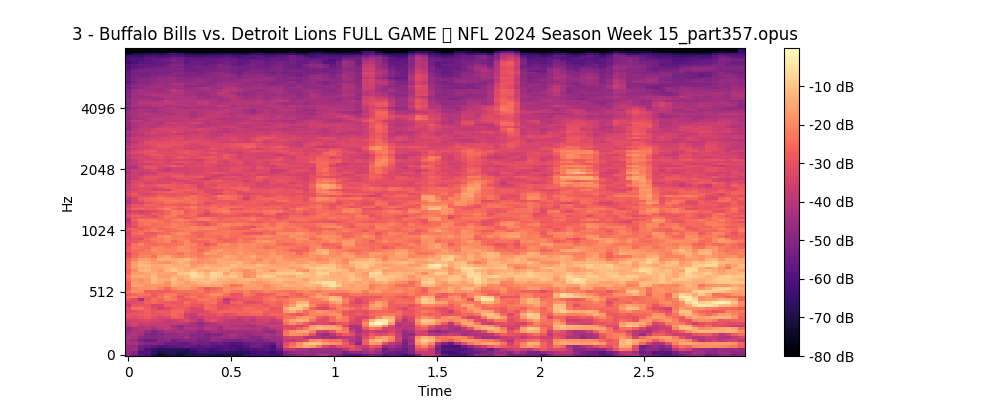 3 - Buffalo Bills vs. Detroit Lions FULL GAME ▯ NFL 2024 Season Week 15_part357.opus
4096
2048
1024
512
0
Hz
0
0.5
1
1.5
2
2.5
Time
-10 dB
-20 dB
-30 dB
-40 dB
-50 dB
-60 dB
-70 dB
-80 dB